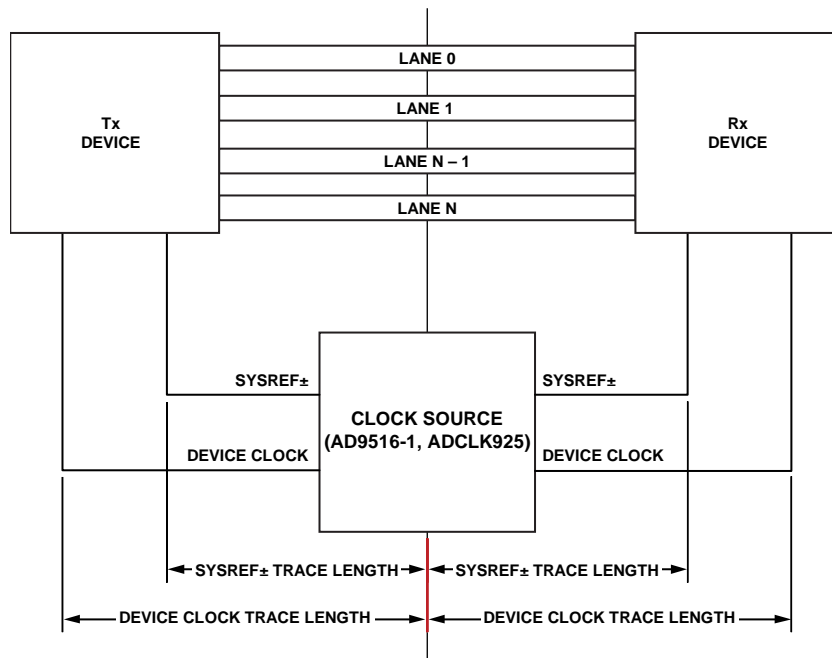 LANE 0
LANE 1
LANE N – 1
LANE N
Tx
DEVICE
Rx
DEVICE
SYSREF±
SYSREF±
CLOCK SOURCE
(AD9516-1, ADCLK925)
DEVICE CLOCK
DEVICE CLOCK
SYSREF± TRACE LENGTH
SYSREF± TRACE LENGTH
DEVICE CLOCK TRACE LENGTH
DEVICE CLOCK TRACE LENGTH